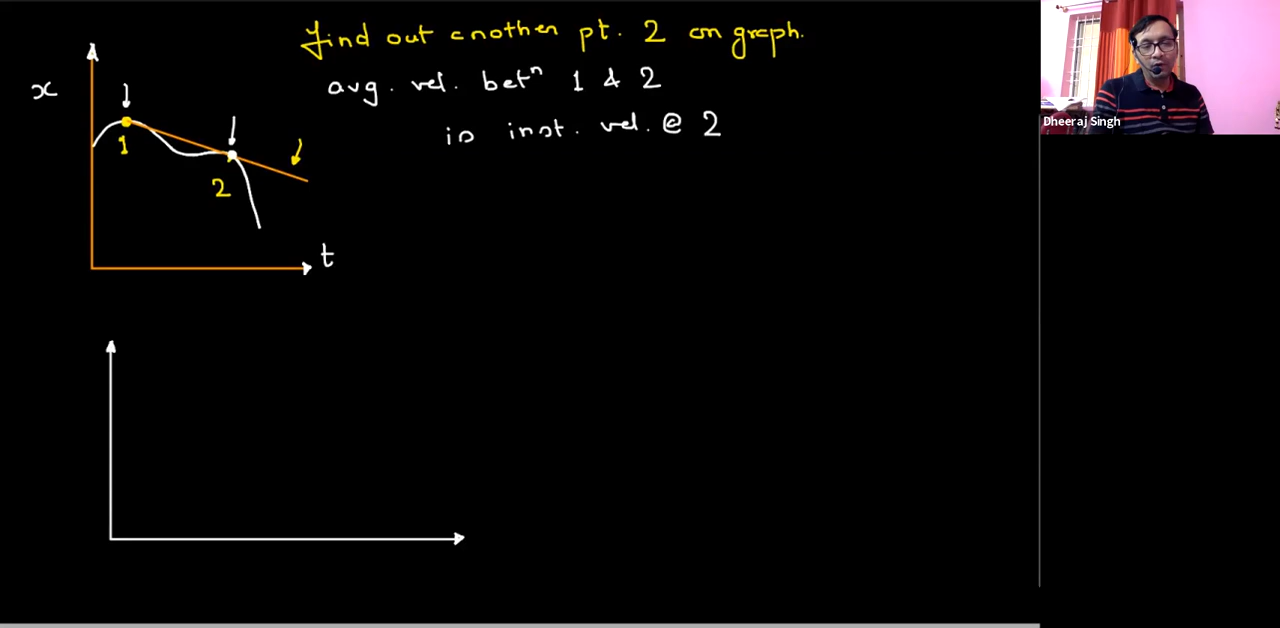 find out another pt. 2 on graph.
avg. vel. betⁿ 1 & 2
is inst. vel. @ 2
x
1
2
t
Dheeraj Singh